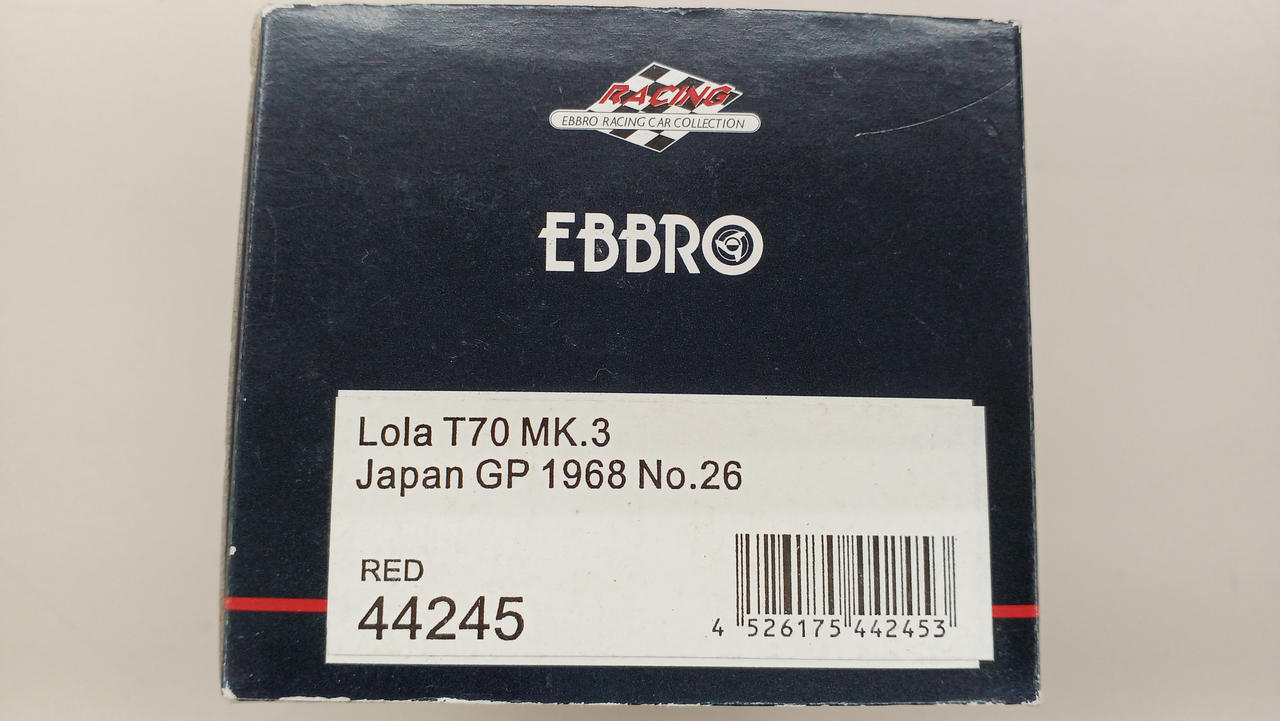 RACING
EBBRO RACING CAR COLLECTION
EBBRO
Lola T70 MK.3
Japan GP 1968 No.26
RED
44245
4 526175 442453